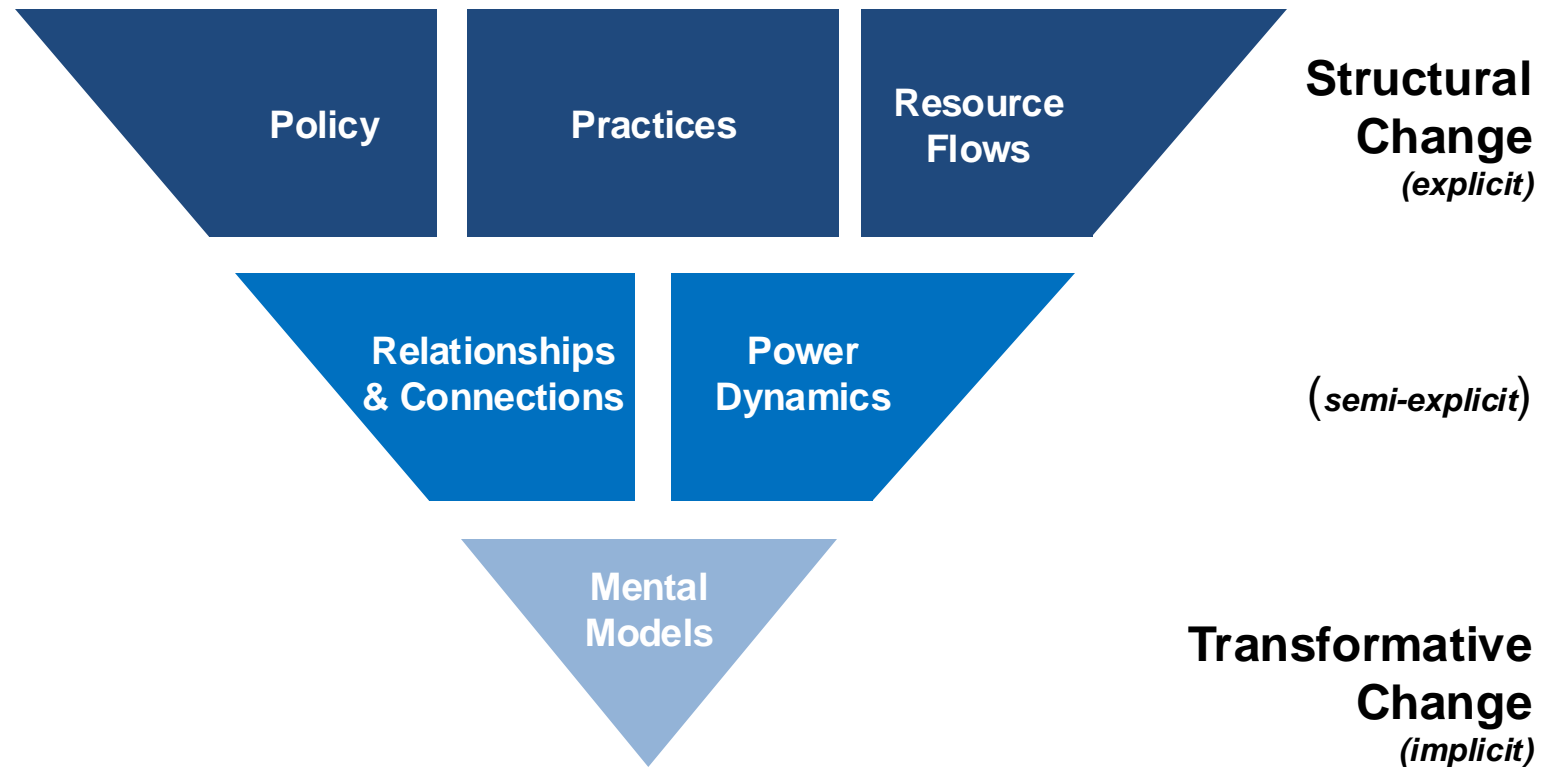 Policy
Practices
Resource
Flows
Structural
Change
(explicit)
Relationships
& Connections
Power
Dynamics
(semi-explicit)
Mental
Models
Transformative
Change
(implicit)